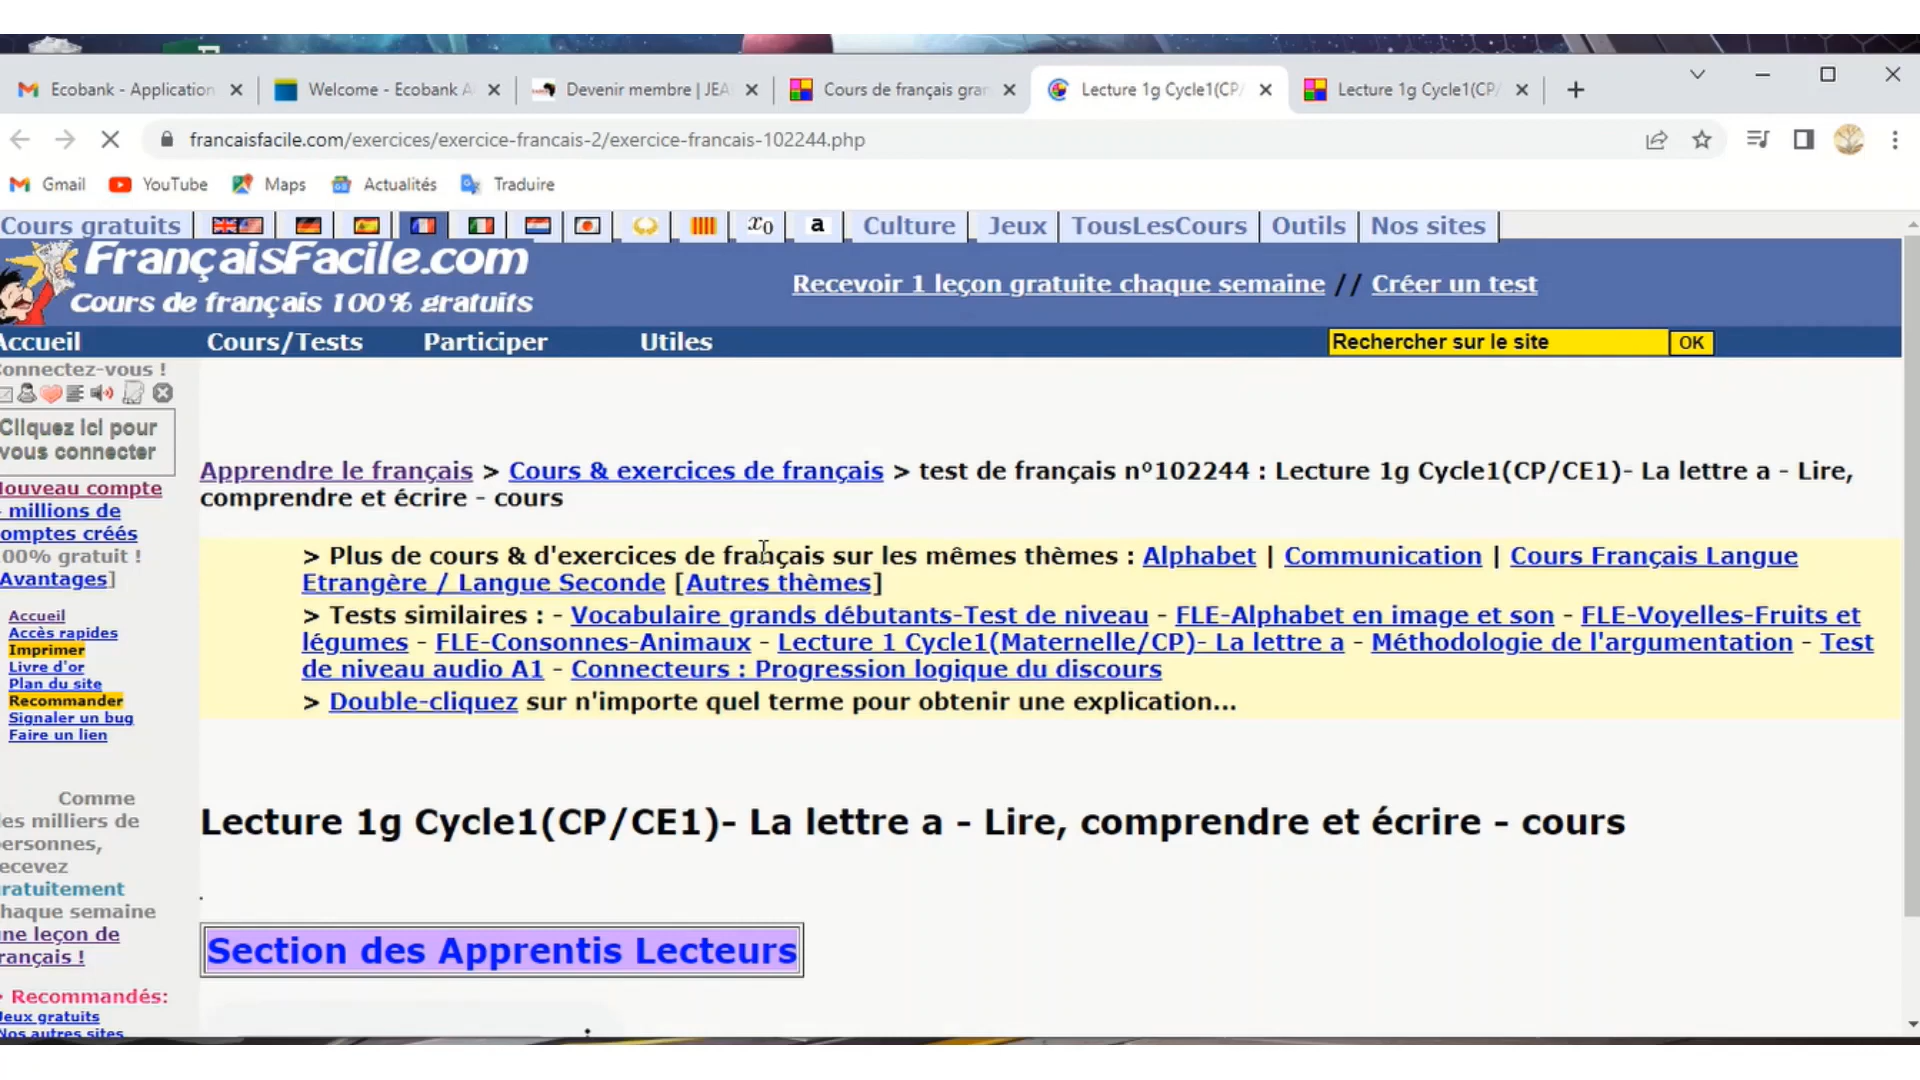 Ecobank - Application
Welcome - Ecobank A
Devenir membre | JEA
Cours de français gran
Lecture 1g Cycle1(CP/
Lecture 1g Cycle1(CP/
francaisfacile.com/exercices/exercice-francais-2/exercice-francais-102244.php
Gmail YouTube Maps Actualités Traduire
Cours gratuits x0 a Culture Jeux TousLesCours Outils Nos sites
FrançaisFacile.com
Cours de français 100% gratuits
Recevoir 1 leçon gratuite chaque semaine // Créer un test
Accueil Cours/Tests Participer Utiles Rechercher sur le site OK
onnectez-vous !
Cliquez ici pour
vous connecter
ouveau compte
millions de
omptes créés
00% gratuit !
Avantages]
Accueil
Accès rapides
Imprimer
Livre d'or
Plan du site
Recommander
Signaler un bug
Faire un lien
Comme
es milliers de
ersonnes,
ecevez
ratuitement
haque semaine
ne leçon de
rançais !
Recommandés:
Jeux gratuits
Nos autres sites
Apprendre le français > Cours & exercices de français > test de français n°102244 : Lecture 1g Cycle1(CP/CE1)- La lettre a - Lire,
comprendre et écrire - cours
> Plus de cours & d'exercices de français sur les mêmes thèmes : Alphabet | Communication | Cours Français Langue
Etrangère / Langue Seconde [Autres thèmes]
> Tests similaires : - Vocabulaire grands débutants-Test de niveau - FLE-Alphabet en image et son - FLE-Voyelles-Fruits et
légumes - FLE-Consonnes-Animaux - Lecture 1 Cycle1(Maternelle/CP)- La lettre a - Méthodologie de l'argumentation - Test
de niveau audio A1 - Connecteurs : Progression logique du discours
> Double-cliquez sur n'importe quel terme pour obtenir une explication...
Lecture 1g Cycle1(CP/CE1)- La lettre a - Lire, comprendre et écrire - cours
.
Section des Apprentis Lecteurs